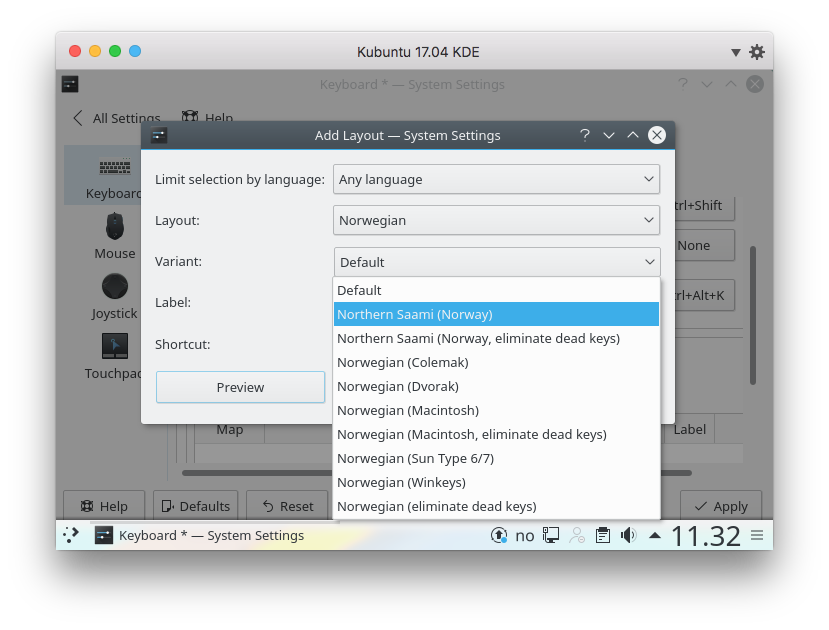 Kubuntu 17.04 KDE
Keyboard * — System Settings
All Settings Help
Add Layout — System Settings
Limit selection by language: Any language
Layout: Norwegian
Variant: Default
Label:
Shortcut:
Preview
Default
Northern Saami (Norway)
Northern Saami (Norway, eliminate dead keys)
Norwegian (Colemak)
Norwegian (Dvorak)
Norwegian (Macintosh)
Norwegian (Macintosh, eliminate dead keys)
Norwegian (Sun Type 6/7)
Norwegian (Winkeys)
Norwegian (eliminate dead keys)
Keyboard
Mouse
Joystick
Touchpad
trl+Shift
None
trl+Alt+K
Map Label
Help Defaults Reset Apply
Keyboard * — System Settings no 11.32